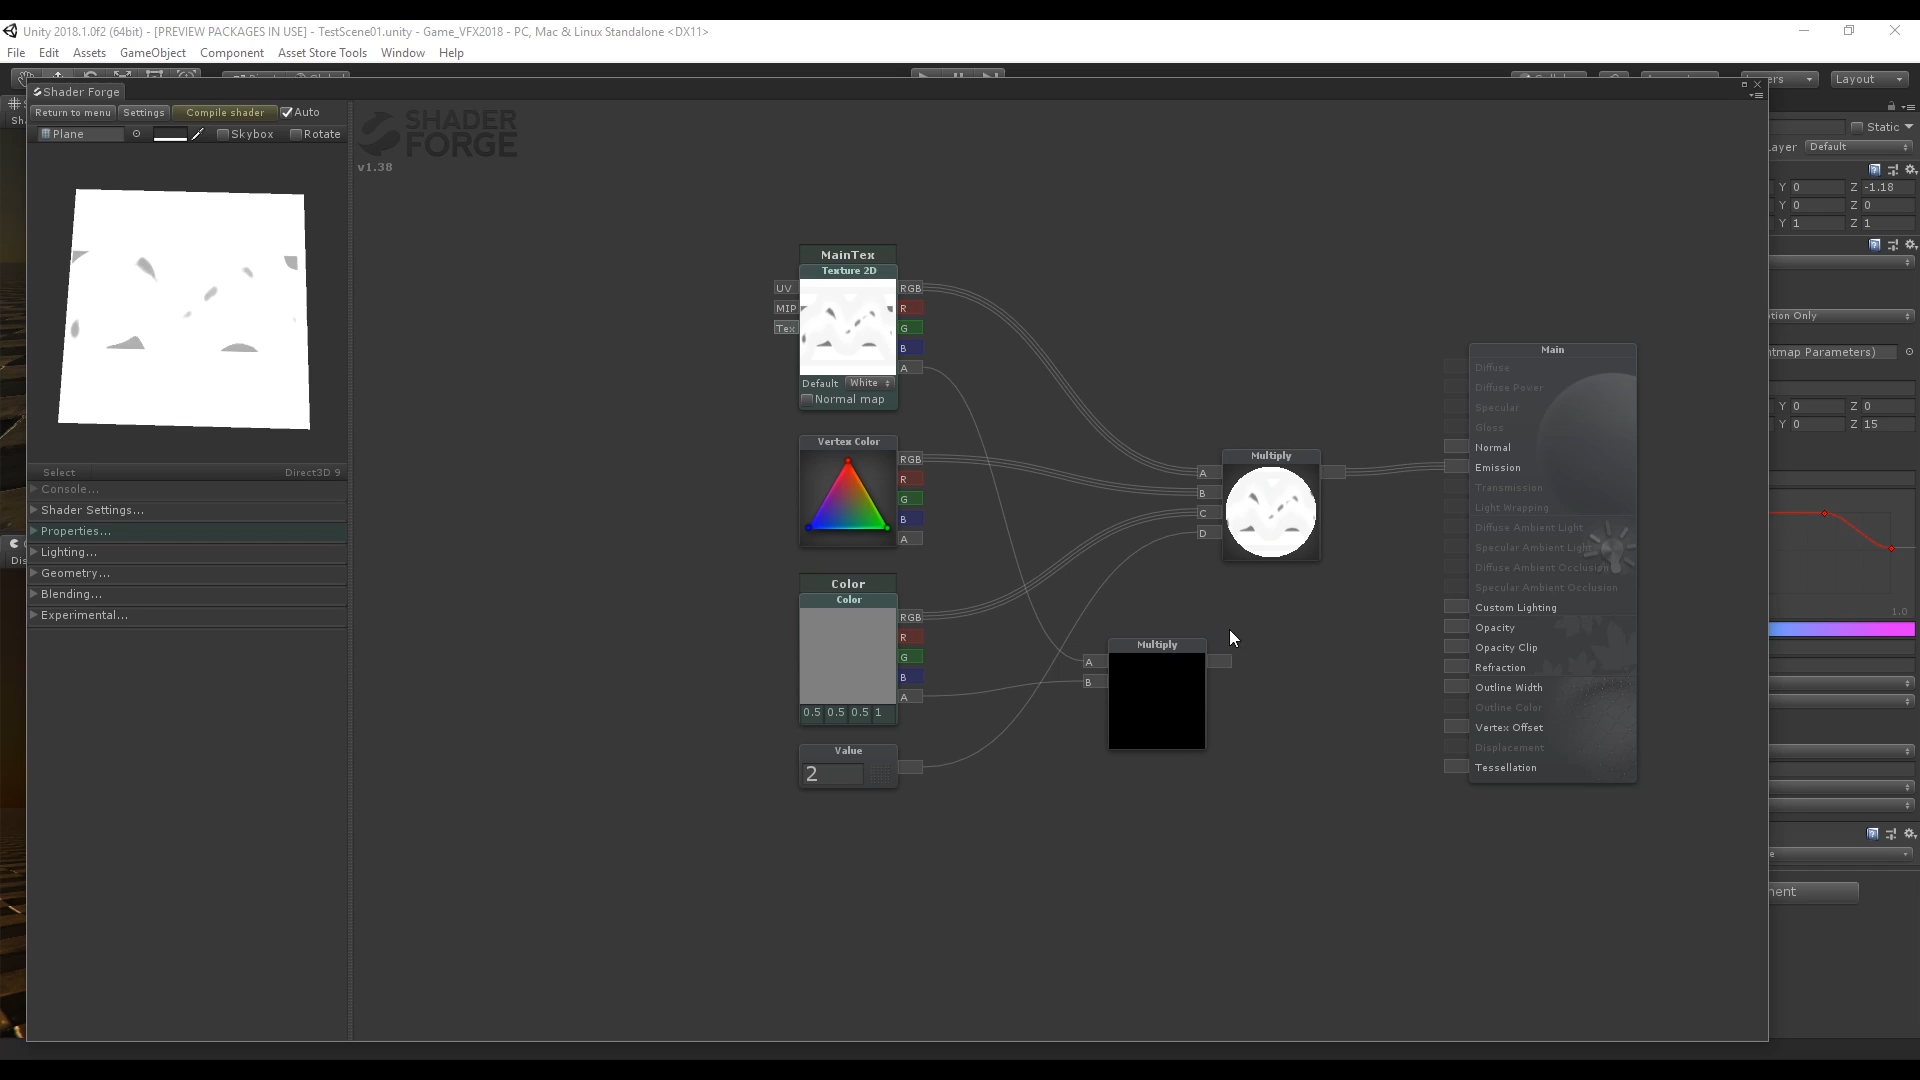 Unity 2018.1.0f2 (64bit) - [PREVIEW PACKAGES IN USE] - TestScene01.unity - Game_VFX2018 - PC, Mac & Linux Standalone <DX11>
File Edit Assets GameObject Component Asset Store Tools Window Help
Layout
Shader Forge
Return to menu Settings Compile shader Auto
Plane Skybox Rotate
SHADER
FORGE
v1.38
Static
Default
Y 0 Z -1.18
Y 0 Z 0
Y 1 Z 1
MainTex
Texture 2D
UV RGB
MIP R
Tex G
B
A
Default White
Normal map
Vertex Color
RGB
R
G
B
A
Color
Color
RGB
R
G
B
A
0.5 0.5 0.5 1
Value
2
Multiply
A
B
C
D
Multiply
A
B
Main
Diffuse
Diffuse Power
Specular
Gloss
Normal
Emission
Transmission
Light Wrapping
Diffuse Ambient Light
Specular Ambient Light
Diffuse Ambient Occlusion
Specular Ambient Occlusion
Custom Lighting
Opacity
Opacity Clip
Refraction
Outline Width
Outline Color
Vertex Offset
Displacement
Tessellation
Select Direct3D 9
Console...
Shader Settings...
Properties...
Lighting...
Geometry...
Blending...
Experimental...
Only
Parameters)
Y 0 Z 0
Y 0 Z 15
1.0